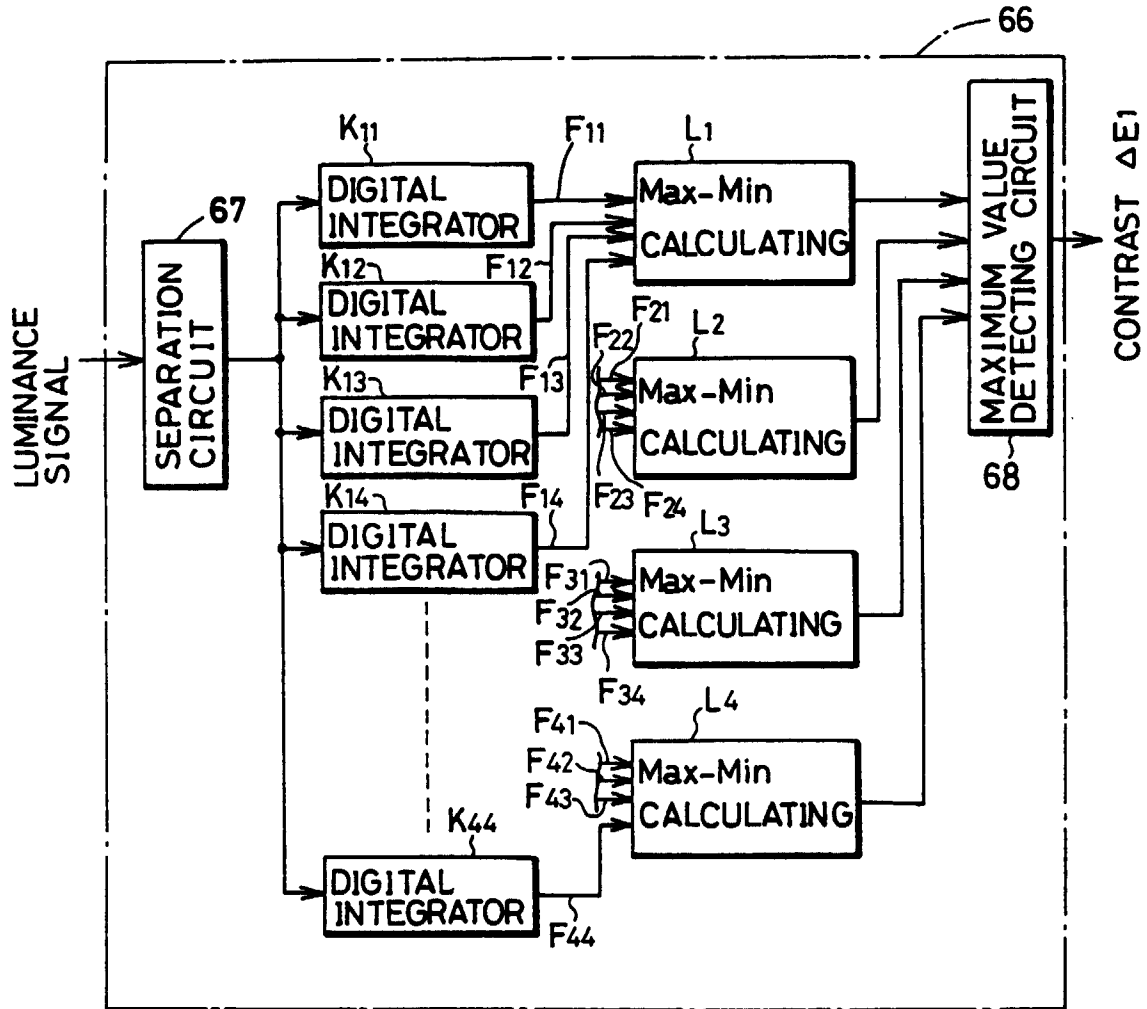 66
LUMINANCE
SIGNAL
67
SEPARATION
CIRCUIT
K11
DIGITAL
INTEGRATOR
F11
K12
DIGITAL
INTEGRATOR
F12
K13
DIGITAL
INTEGRATOR
F13
K14
DIGITAL
INTEGRATOR
F14
K44
DIGITAL
INTEGRATOR
F44
L1
Max-Min
CALCULATING
L2
F21
F22
F23
F24
Max-Min
CALCULATING
L3
F31
F32
F33
F34
Max-Min
CALCULATING
L4
F41
F42
F43
Max-Min
CALCULATING
MAXIMUM VALUE
DETECTING CIRCUIT
68
CONTRAST ΔE1